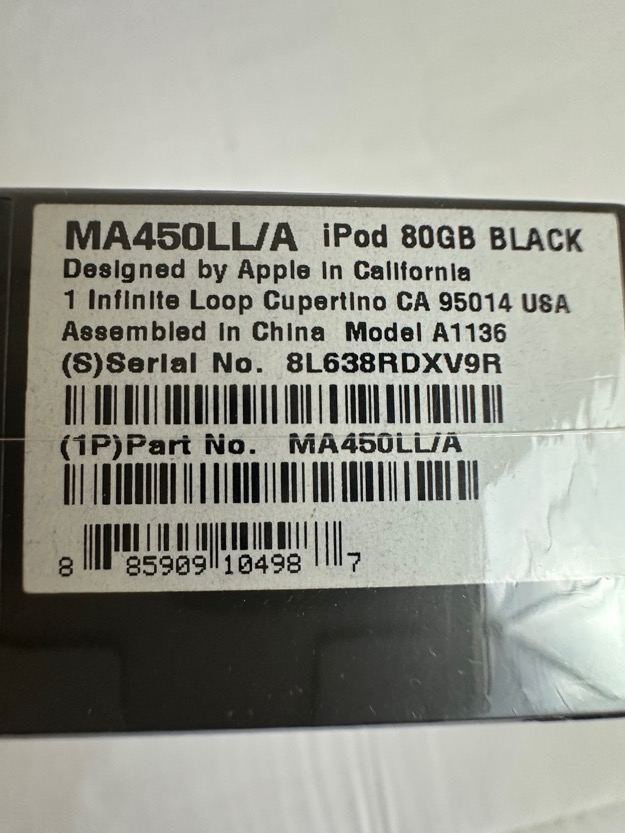 MA450LL/A iPod 80GB BLACK
Designed by Apple in California
1 Infinite Loop Cupertino CA 95014 USA
Assembled in China Model A1136
(S)Serial No. 8L638RDXV9R
(1P)Part No. MA450LL/A
8 85909 10498 7